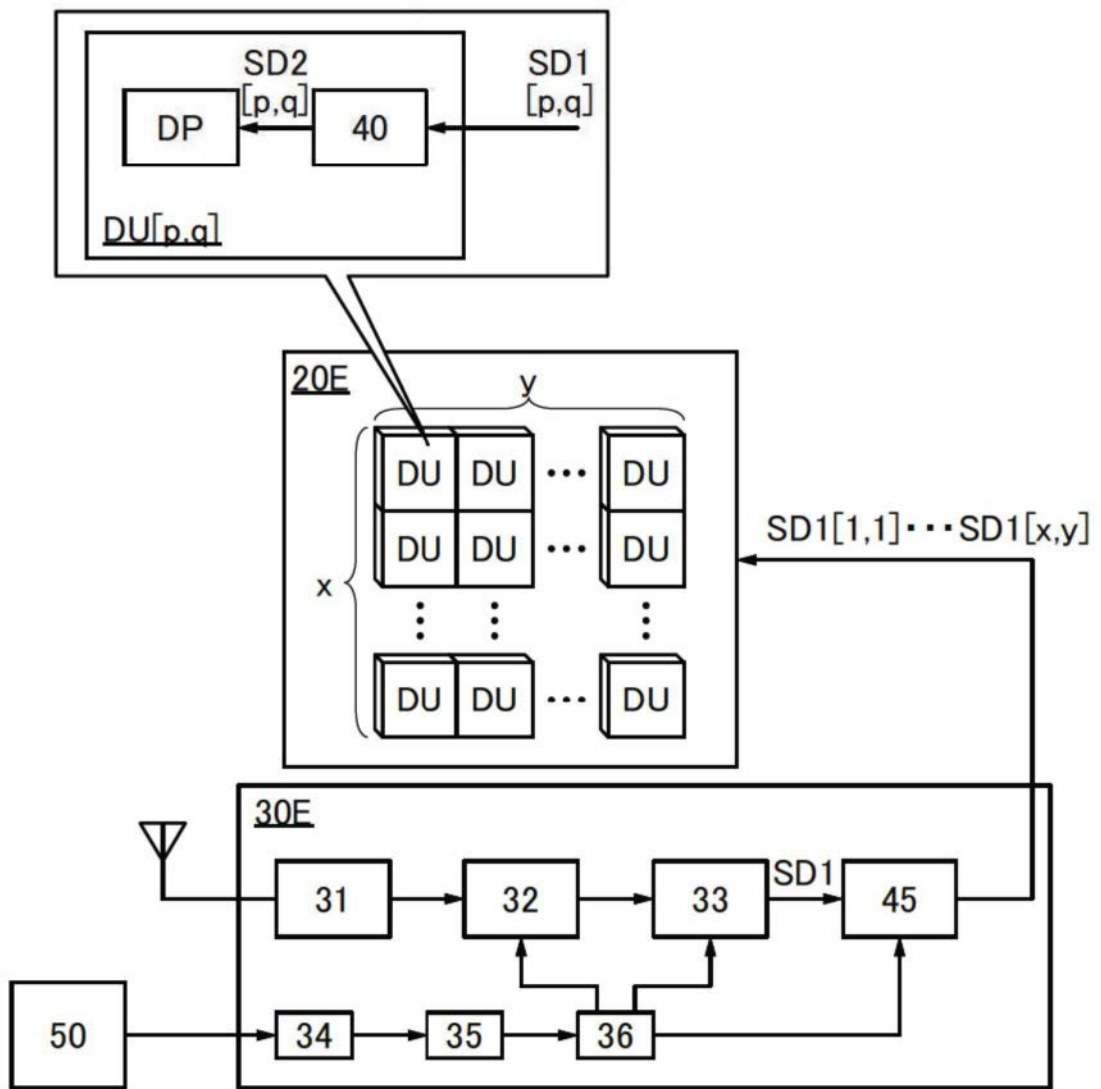 SD2 SD1
[p,q] [p,q]
DP 40
DU[p,q]
20E
y
DU DU ••• DU
SD1[1,1]•••SD1[x,y]
DU DU ••• DU
x
DU DU ••• DU
30E
SD1
31 32 33 45
50 34 35 36